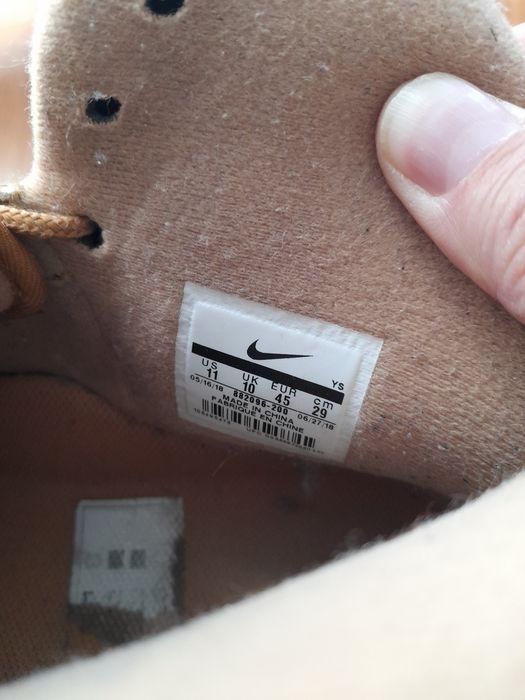 YS
US UK EUR cm
11 10 45 29
05/16/18 06/27/18
882096-200
MADE IN CHINA
FABRIQUE EN CHINE